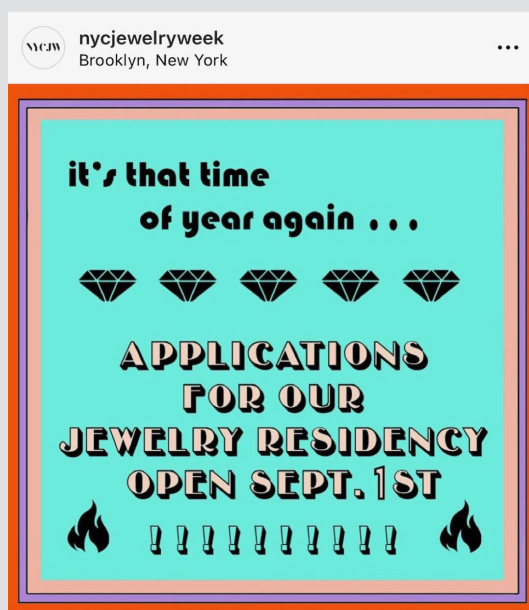 NYCJW
nycjewelryweek
Brooklyn, New York
it's that time
of year again ...
APPLICATIONS
FOR OUR
JEWELRY RESIDENCY
OPEN SEPT. 1ST
!!!!!!!!!!